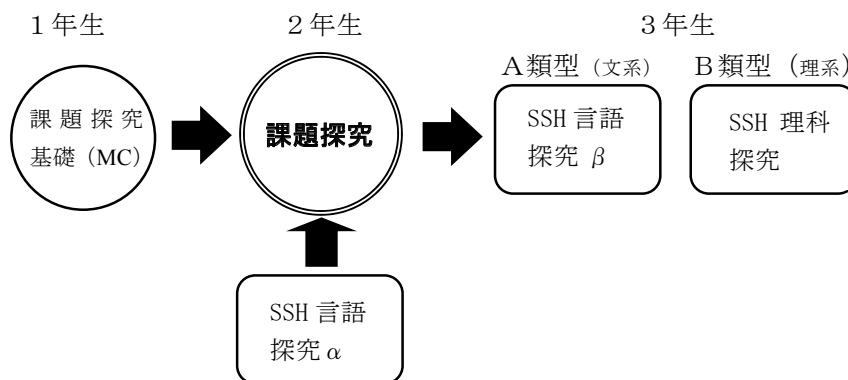 １年生
２年生
３年生
Ａ類型（文系）
Ｂ類型（理系）
課題探究
基礎（MC）
課題探究
SSH 言語
探究 β
SSH 理科
探究
SSH 言語
探究 α